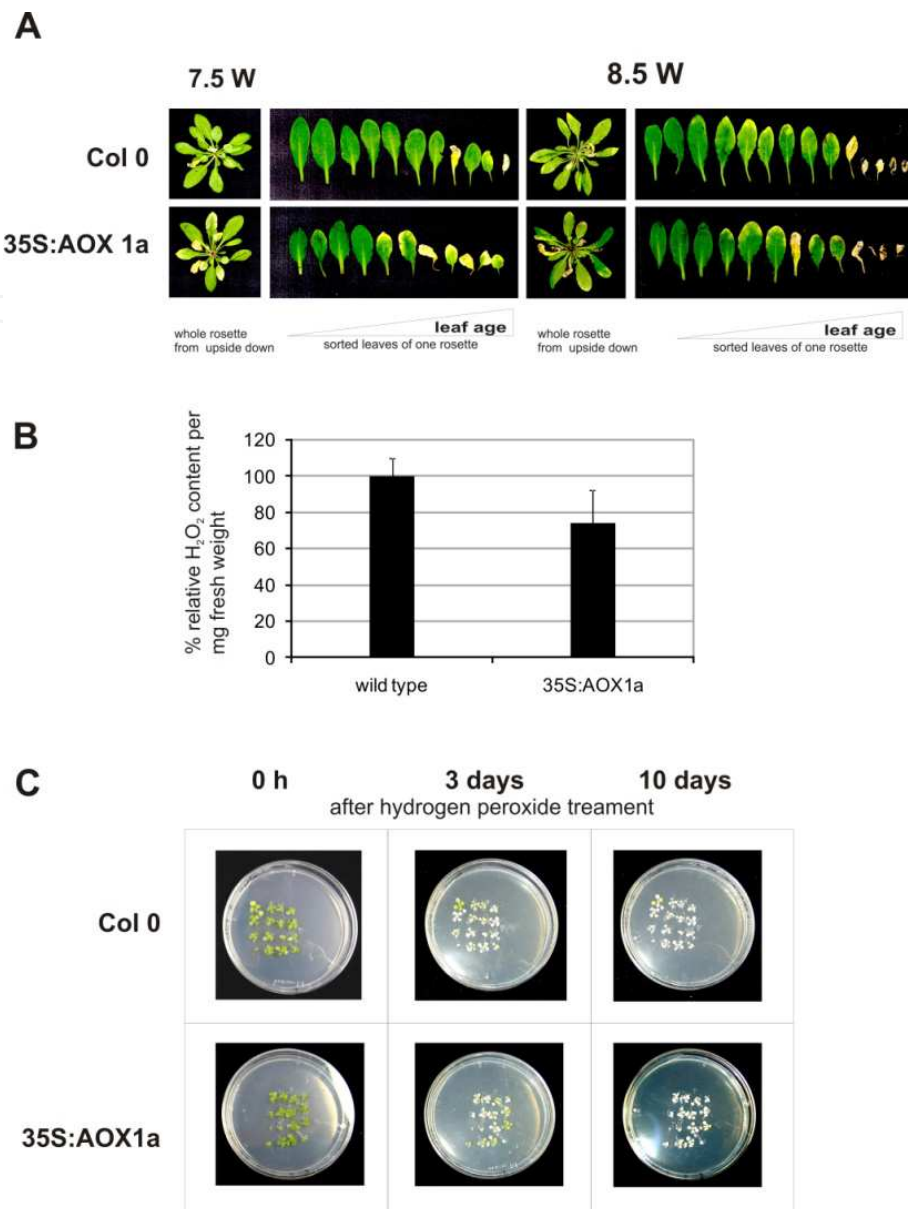 A
7.5 W
8.5 W
Col 0
35S:AOX 1a
whole rosette
from upside down
leaf age
sorted leaves of one rosette
whole rosette
from upside down
leaf age
sorted leaves of one rosette
B
% relative H₂O₂ content per
mg fresh weight
120
100
80
60
40
20
0
wild type
35S:AOX1a
C
0 h
3 days
10 days
after hydrogen peroxide treament
Col 0
35S:AOX1a